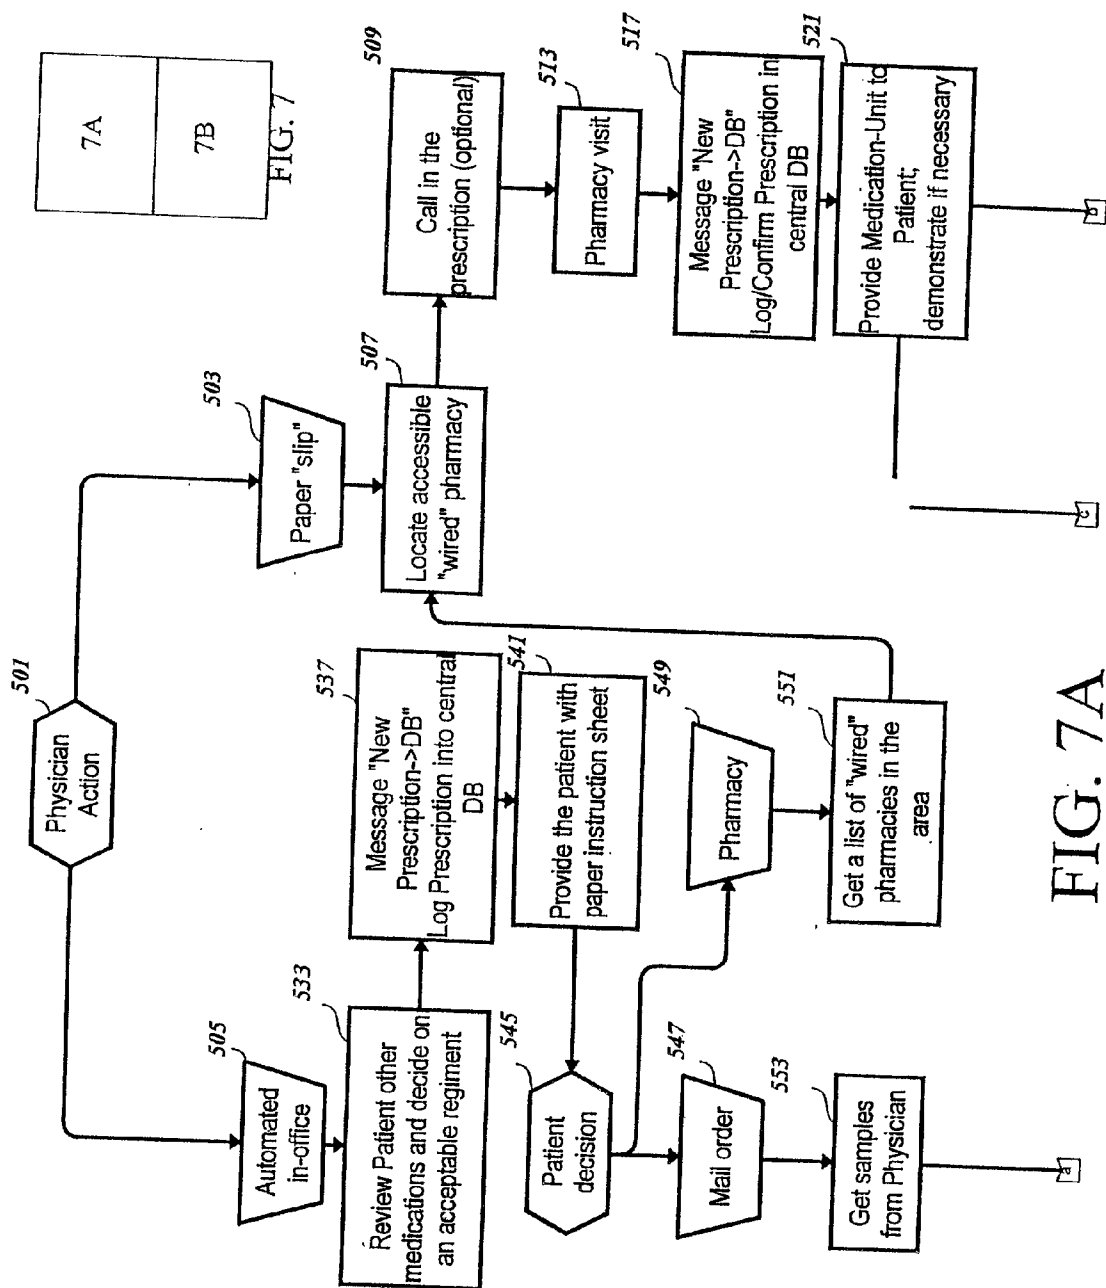 7A
7B
FIG. 7
501
Physician
Action
503
Paper "slip"
505
Automated
in-office
507
Locate accessible
"wired" pharmacy
509
Call in the
prescription (optional)
513
Pharmacy visit
517
Message "New
Prescription->DB"
Log/Confirm Prescription in
central DB
521
Provide Medication-Unit to
Patient;
demonstrate if necessary
533
Review Patient other
medications and decide on
an acceptable regiment
537
Message "New
Prescription->DB"
Log Prescription into central
DB
541
Provide the patient with
paper instruction sheet
545
Patient
decision
547
Mail order
549
Pharmacy
551
Get a list of "wired"
pharmacies in the
area
553
Get samples
from Physician
a
c
FIG. 7A